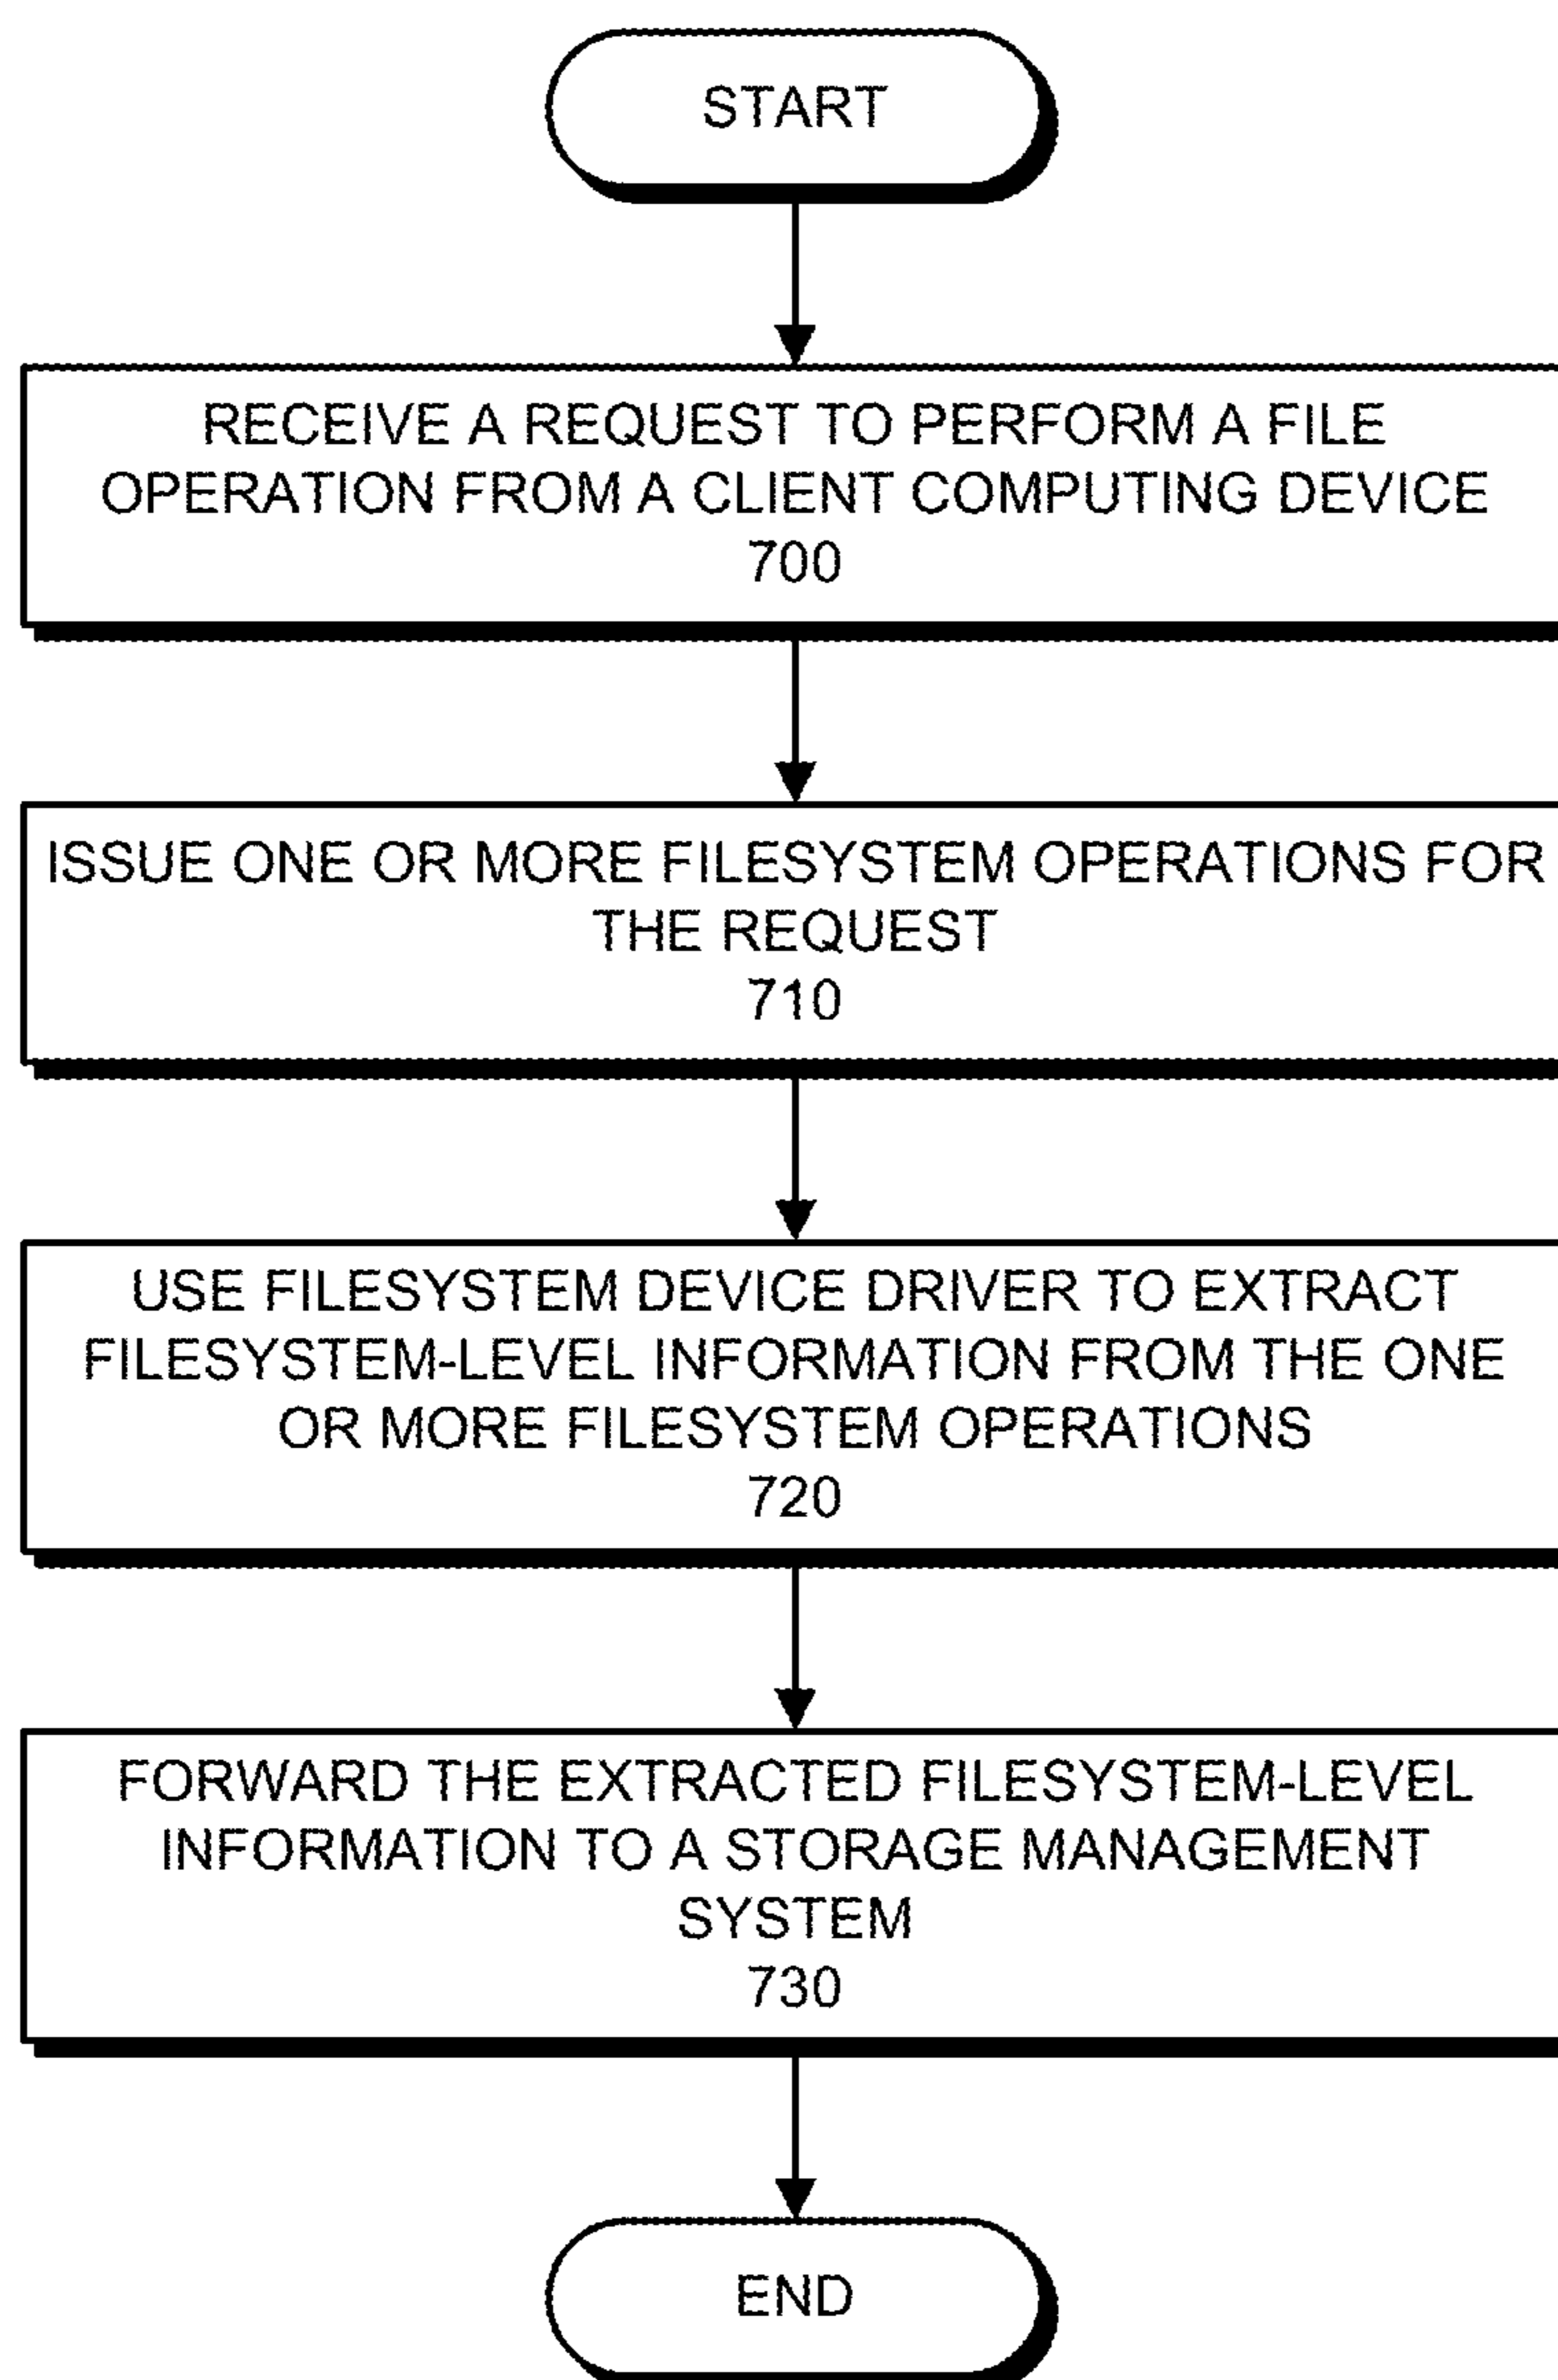 START
RECEIVE A REQUEST TO PERFORM A FILE
OPERATION FROM A CLIENT COMPUTING DEVICE
700
ISSUE ONE OR MORE FILESYSTEM OPERATIONS FOR
THE REQUEST
710
USE FILESYSTEM DEVICE DRIVER TO EXTRACT
FILESYSTEM-LEVEL INFORMATION FROM THE ONE
OR MORE FILESYSTEM OPERATIONS
720
FORWARD THE EXTRACTED FILESYSTEM-LEVEL
INFORMATION TO A STORAGE MANAGEMENT
SYSTEM
730
END